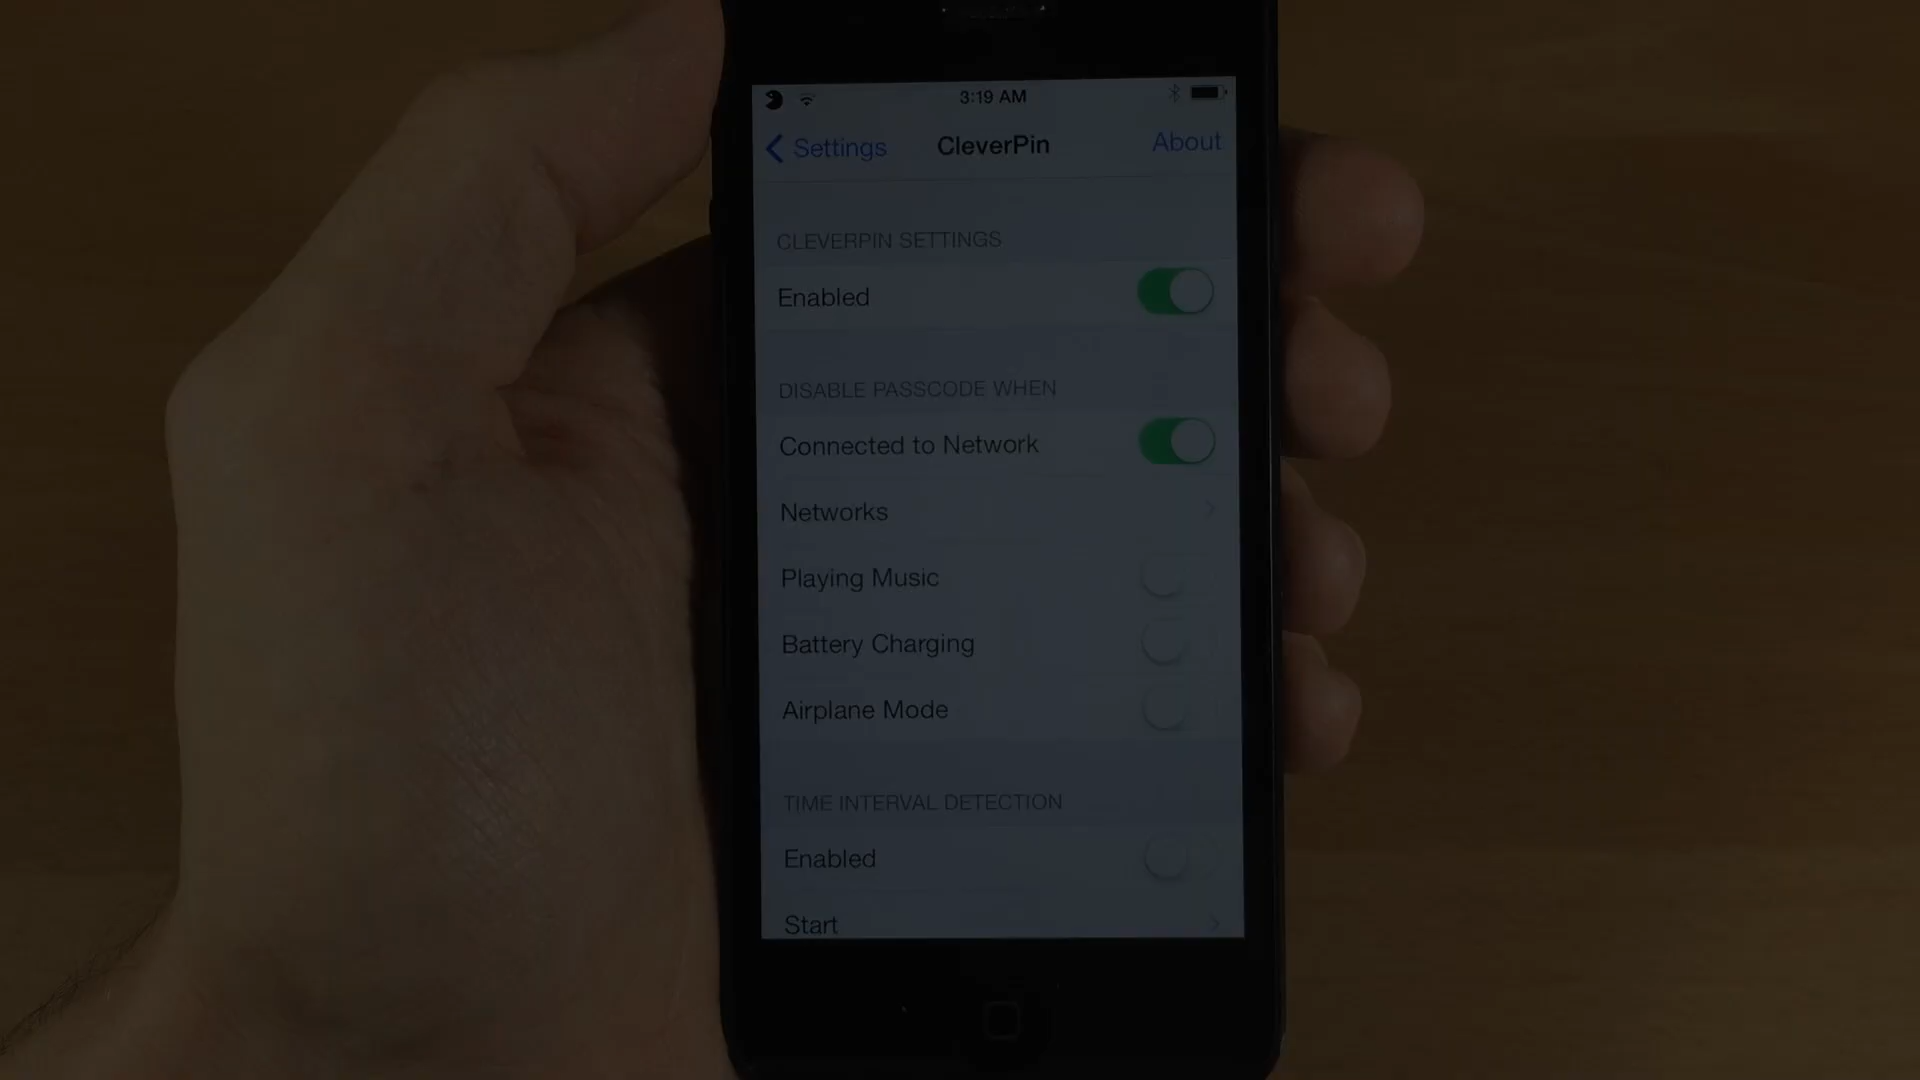 3:19 AM
Settings
CleverPin
About
CLEVERPIN SETTINGS
Enabled
DISABLE PASSCODE WHEN
Connected to Network
Networks
Playing Music
Battery Charging
Airplane Mode
TIME INTERVAL DETECTION
Enabled
Start